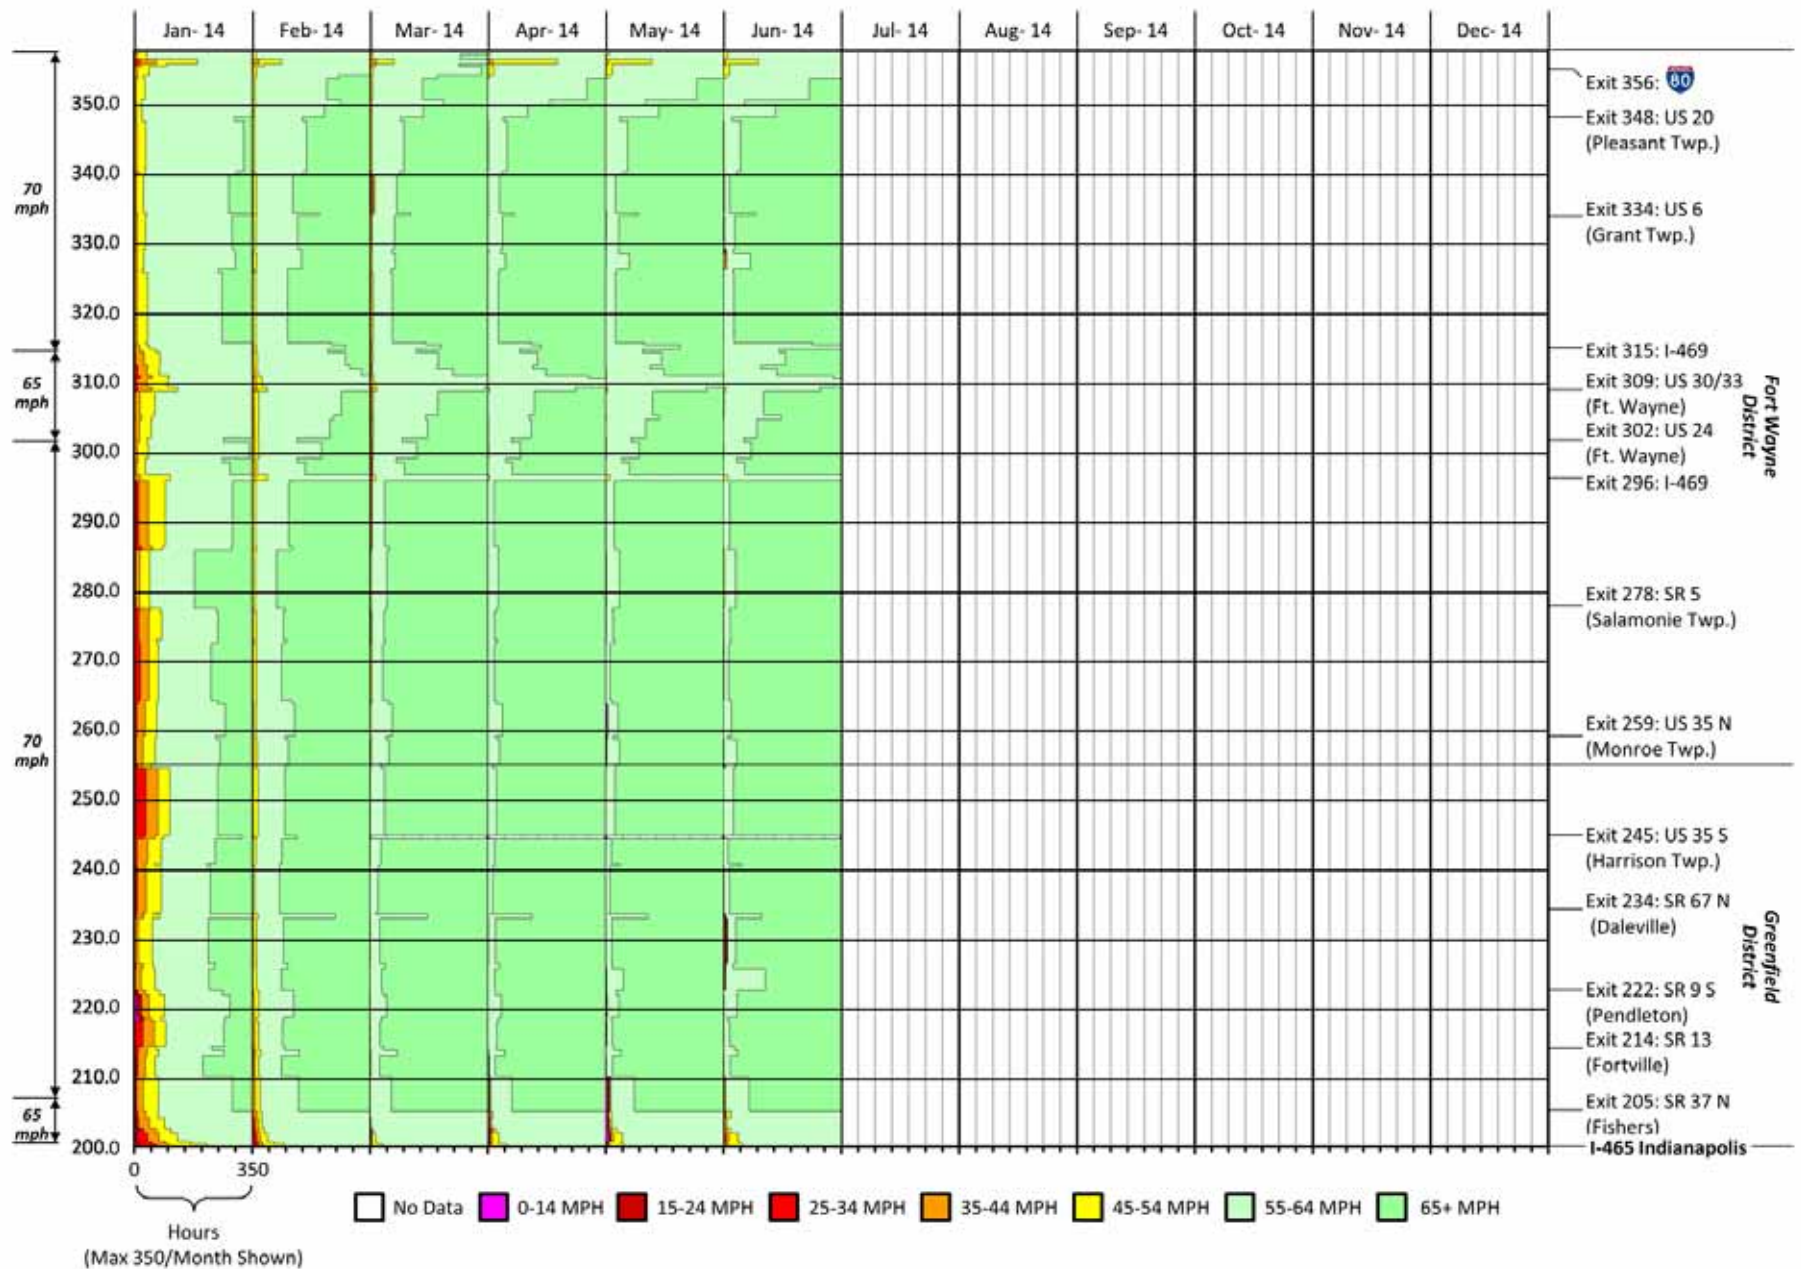 Jan- 14 Feb- 14 Mar- 14 Apr- 14 May- 14 Jun- 14 Jul- 14 Aug- 14 Sep- 14 Oct- 14 Nov- 14 Dec- 14
350.0
340.0
330.0
320.0
310.0
300.0
290.0
280.0
270.0
260.0
250.0
240.0
230.0
220.0
210.0
200.0
70
mph
65
mph
70
mph
65
mph
Exit 356: 80
Exit 348: US 20
(Pleasant Twp.)
Exit 334: US 6
(Grant Twp.)
Exit 315: I-469
Exit 309: US 30/33
(Ft. Wayne)
Exit 302: US 24
(Ft. Wayne)
Exit 296: I-469
Exit 278: SR 5
(Salamonie Twp.)
Exit 259: US 35 N
(Monroe Twp.)
Exit 245: US 35 S
(Harrison Twp.)
Exit 234: SR 67 N
(Daleville)
Exit 222: SR 9 S
(Pendleton)
Exit 214: SR 13
(Fortville)
Exit 205: SR 37 N
(Fishers)
I-465 Indianapolis
Fort Wayne
District
Greenfield
District
0 350
Hours
(Max 350/Month Shown)
No Data 0-14 MPH 15-24 MPH 25-34 MPH 35-44 MPH 45-54 MPH 55-64 MPH 65+ MPH